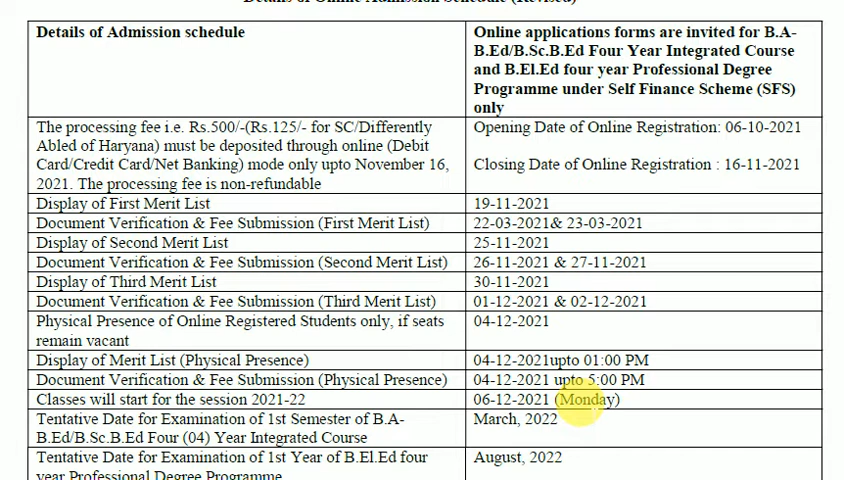 Details of Online Admission Schedule (Revised)
Details of Admission schedule
Online applications forms are invited for B.A-
B.Ed/B.Sc.B.Ed Four Year Integrated Course
and B.El.Ed four year Professional Degree
Programme under Self Finance Scheme (SFS)
only
The processing fee i.e. Rs.500/-(Rs.125/- for SC/Differently
Abled of Haryana) must be deposited through online (Debit
Card/Credit Card/Net Banking) mode only upto November 16,
2021. The processing fee is non-refundable
Opening Date of Online Registration: 06-10-2021
Closing Date of Online Registration : 16-11-2021
Display of First Merit List
19-11-2021
Document Verification & Fee Submission (First Merit List)
22-03-2021& 23-03-2021
Display of Second Merit List
25-11-2021
Document Verification & Fee Submission (Second Merit List)
26-11-2021 & 27-11-2021
Display of Third Merit List
30-11-2021
Document Verification & Fee Submission (Third Merit List)
01-12-2021 & 02-12-2021
Physical Presence of Online Registered Students only, if seats
remain vacant
04-12-2021
Display of Merit List (Physical Presence)
04-12-2021upto 01:00 PM
Document Verification & Fee Submission (Physical Presence)
04-12-2021 upto 5:00 PM
Classes will start for the session 2021-22
06-12-2021 (Monday)
Tentative Date for Examination of 1st Semester of B.A-
B.Ed/B.Sc.B.Ed Four (04) Year Integrated Course
March, 2022
Tentative Date for Examination of 1st Year of B.El.Ed four
year Professional Degree Programme
August, 2022